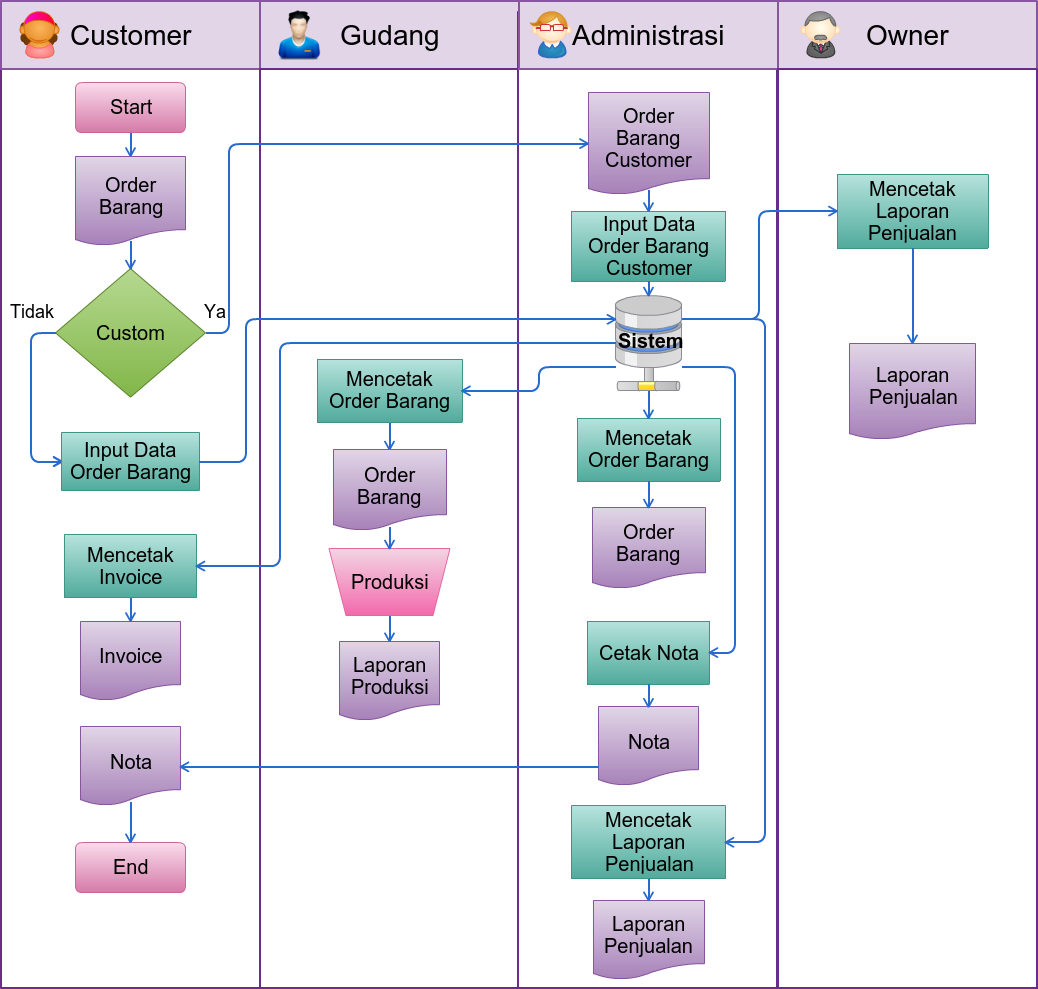 Customer
Gudang
Administrasi
Owner
Start
Order
Barang
Custom
Tidak
Ya
Input Data
Order Barang
Mencetak
Invoice
Invoice
Nota
End
Mencetak
Order Barang
Order
Barang
Produksi
Laporan
Produksi
Order
Barang
Customer
Input Data
Order Barang
Customer
Sistem
Mencetak
Order Barang
Order
Barang
Cetak Nota
Nota
Mencetak
Laporan
Penjualan
Laporan
Penjualan
Mencetak
Laporan
Penjualan
Laporan
Penjualan